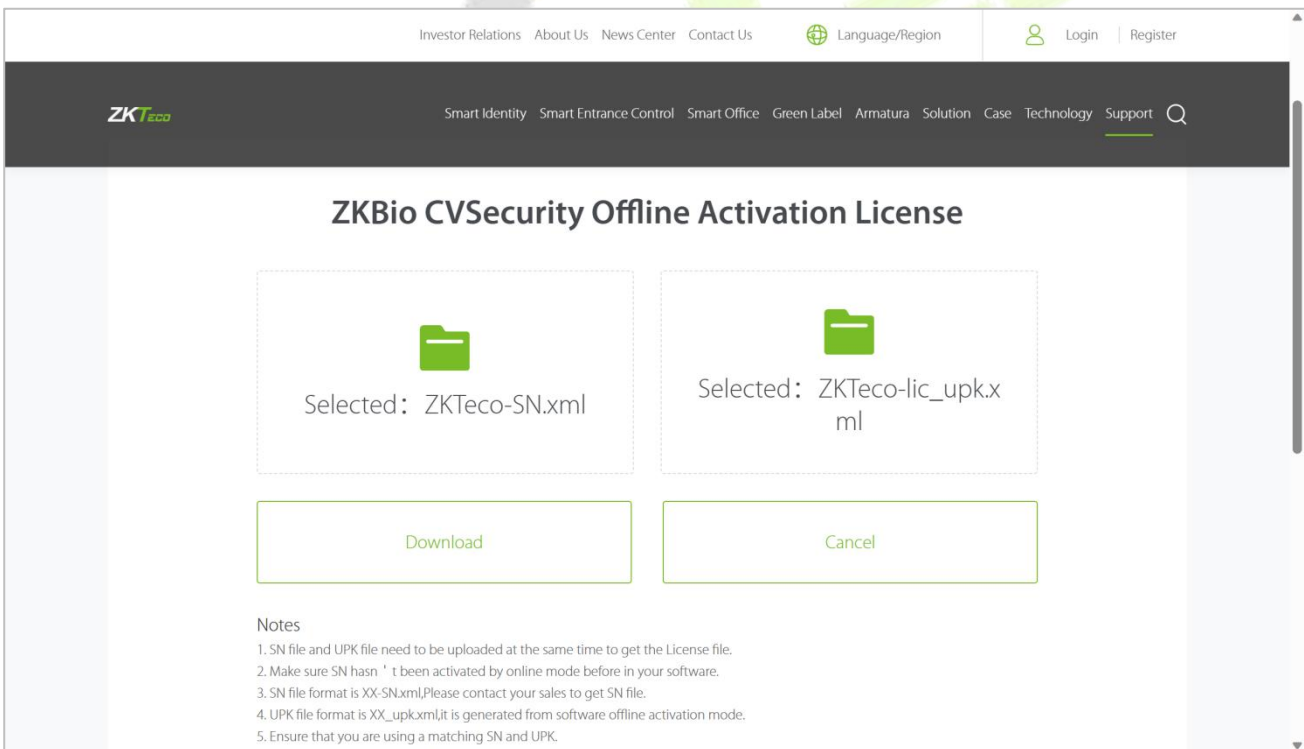 Investor Relations About Us News Center Contact Us Language/Region Login Register
ZKTeco Smart Identity Smart Entrance Control Smart Office Green Label Armatura Solution Case Technology Support
ZKBio CVSecurity Offline Activation License
Selected：ZKTeco-SN.xml
Selected：ZKTeco-lic_upk.x
ml
Download Cancel
Notes
1. SN file and UPK file need to be uploaded at the same time to get the License file.
2. Make sure SN hasn ' t been activated by online mode before in your software.
3. SN file format is XX-SN.xml,Please contact your sales to get SN file.
4. UPK file format is XX_upk.xml,it is generated from software offline activation mode.
5. Ensure that you are using a matching SN and UPK.